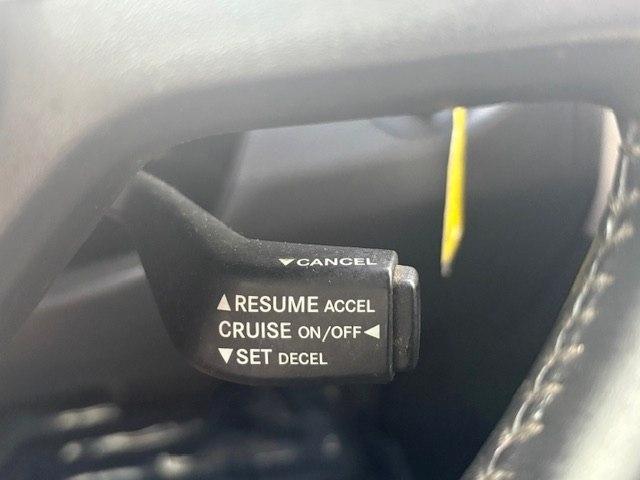 ▼CANCEL
▲RESUME ACCEL
CRUISE ON/OFF◀
▼SET DECEL